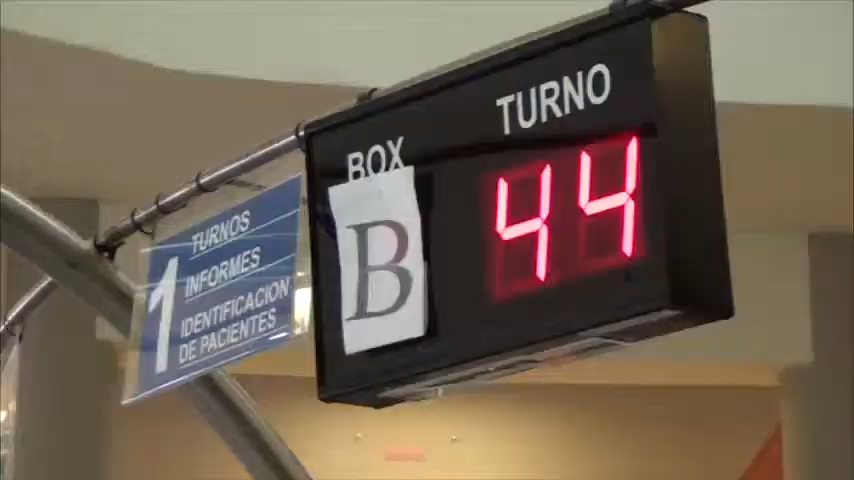 1
TURNOS
INFORMES
IDENTIFICACION
DE PACIENTES
BOX
B
TURNO
44